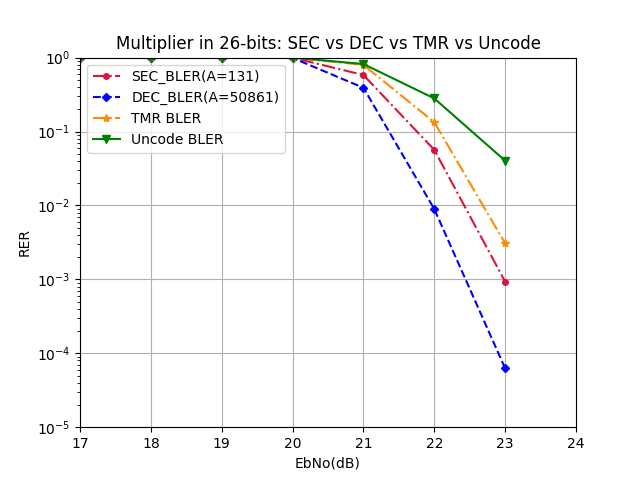 Multiplier in 26-bits: SEC vs DEC vs TMR vs Uncode
SEC_BLER(A=131)
DEC_BLER(A=50861)
TMR BLER
Uncode BLER
RER
10^0
10^-1
10^-2
10^-3
10^-4
10^-5
17 18 19 20 21 22 23 24
EbNo(dB)